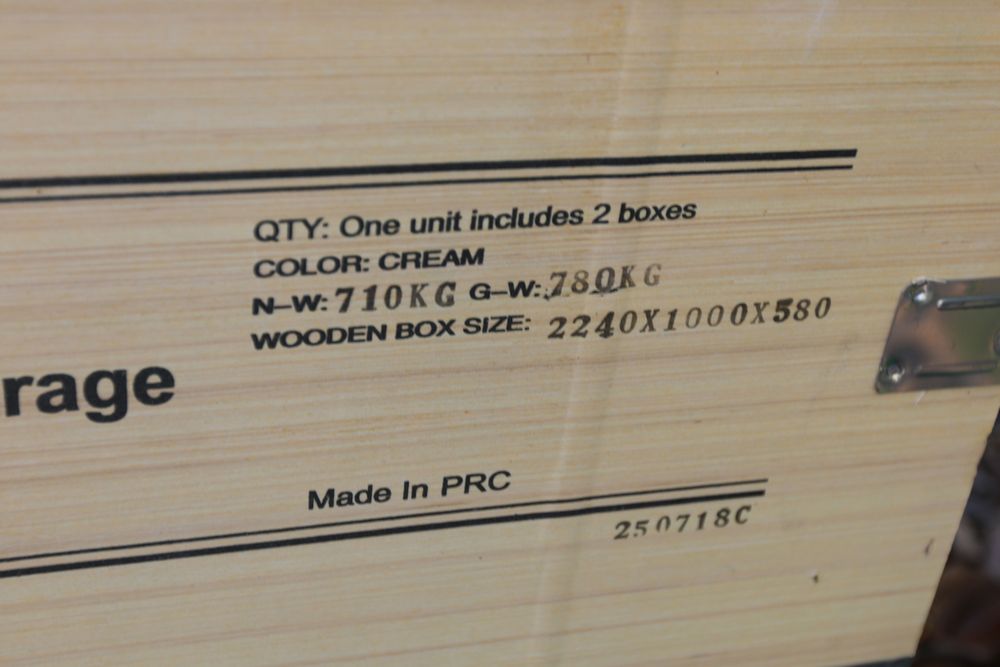 QTY: One unit includes 2 boxes
COLOR: CREAM
N-W: 710KG G-W: 780KG
WOODEN BOX SIZE: 2240X1000X580
rage
Made In PRC
250718C